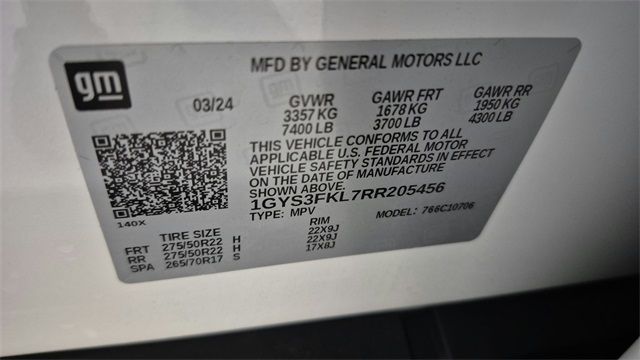 gm
MFD BY GENERAL MOTORS LLC
03/24 GVWR GAWR FRT GAWR RR
3357 KG 1678 KG 1950 KG
7400 LB 3700 LB 4300 LB
THIS VEHICLE CONFORMS TO ALL
APPLICABLE U.S. FEDERAL MOTOR
VEHICLE SAFETY STANDARDS IN EFFECT
ON THE DATE OF MANUFACTURE
SHOWN ABOVE.
1GYS3FKL7RR205456
TYPE: MPV MODEL: 766C10706
140X
TIRE SIZE RIM
FRT 275/50R22 H 22X9J
RR 275/50R22 H 22X9J
SPA 265/70R17 S 17X8J